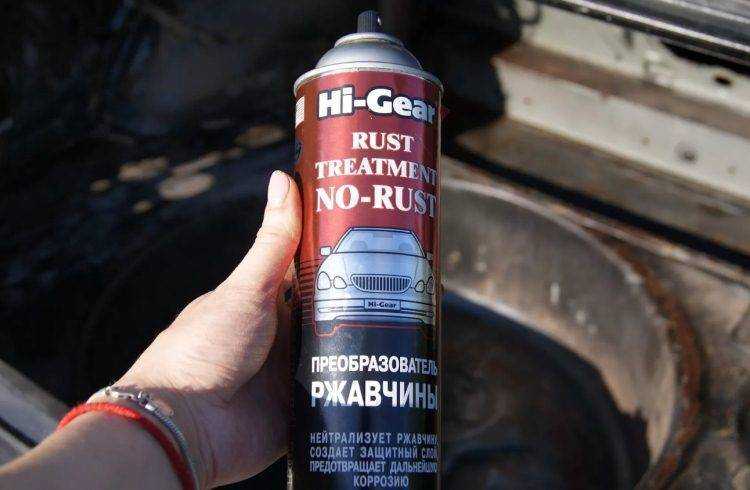 Hi-Gear
RUST
TREATMENT
NO-RUST
Hi-Gear
ПРЕОБРАЗОВАТЕЛЬ
РЖАВЧИНЫ
НЕЙТРАЛИЗУЕТ РЖАВЧИНУ,
СОЗДАЕТ ЗАЩИТНЫЙ СЛОЙ,
ПРЕДОТВРАЩАЕТ ДАЛЬНЕЙШУЮ
КОРРОЗИЮ